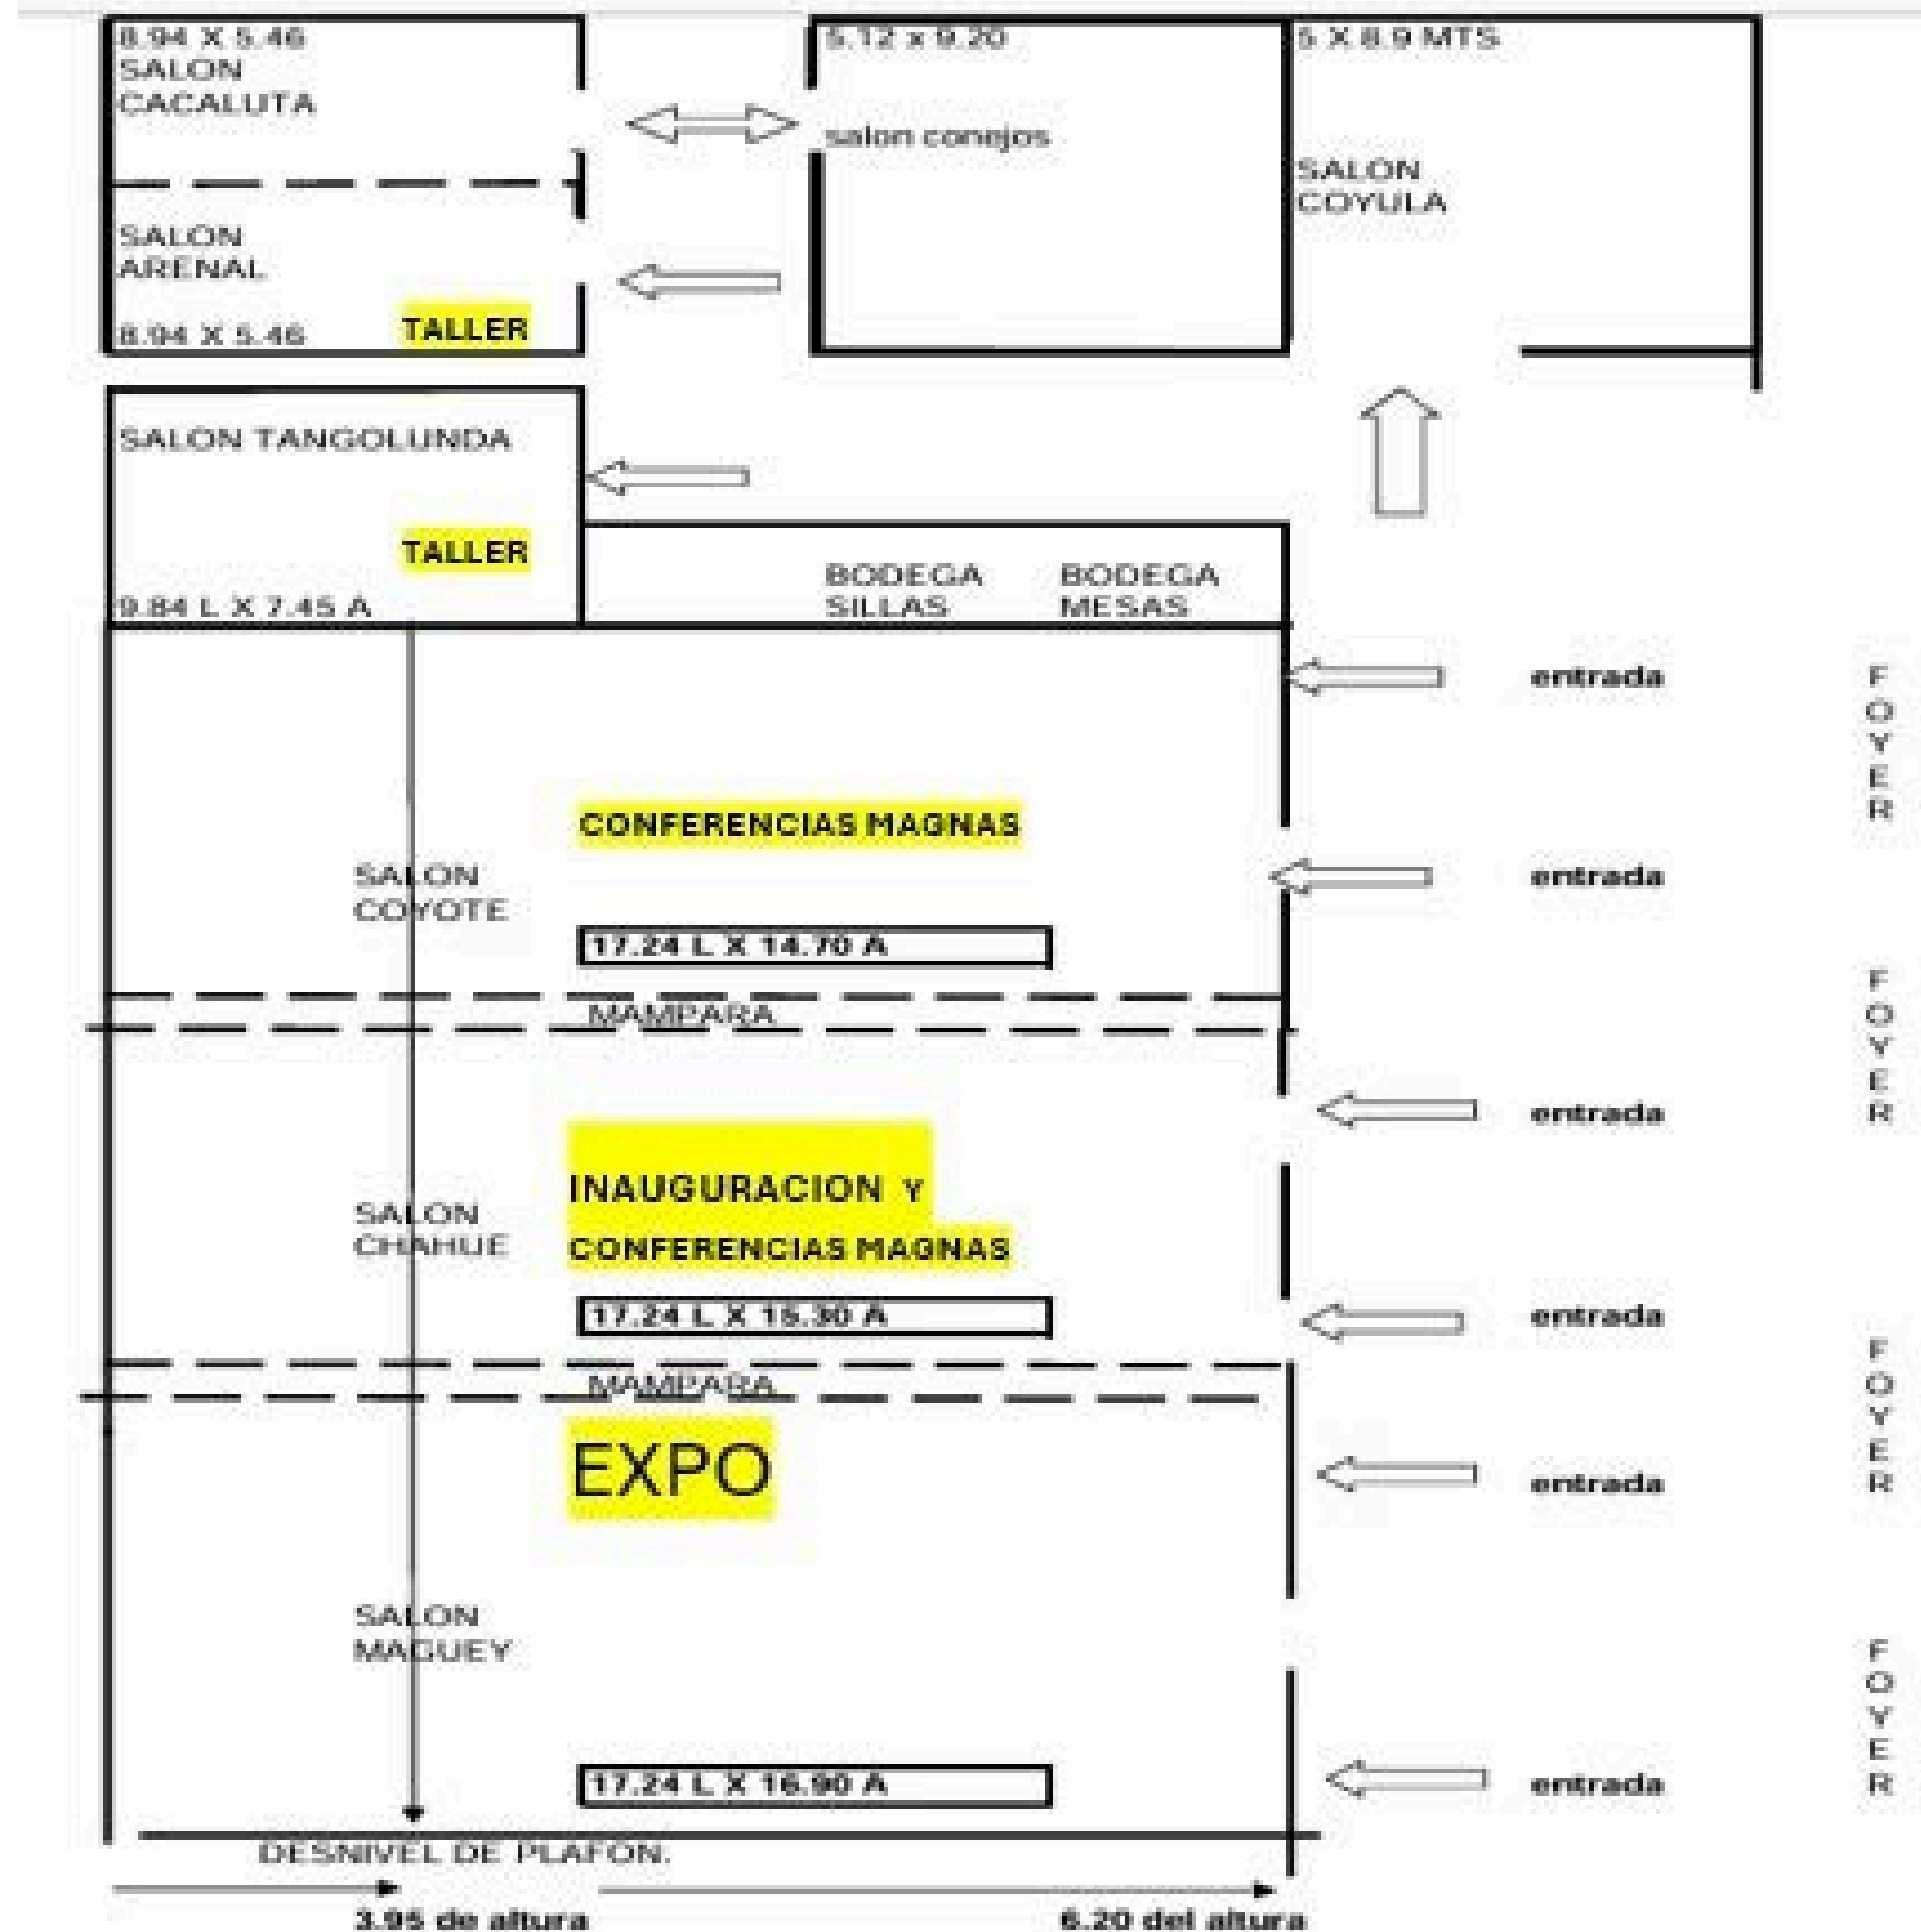 8.94 X 5.46
SALON
CACALUTA
5.12 x 9.20
salon conejos
5 X 8.9 MTS
SALON
COYULA
SALON
ARENAL
8.94 X 5.46
TALLER
SALON TANGOLUNDA
TALLER
9.84 L X 7.45 A
BODEGA
SILLAS
BODEGA
MESAS
entrada
FOYER
CONFERENCIAS MAGNAS
SALON
COYOTE
entrada
17.24 L X 14.70 A
MAMPARA
FOYER
entrada
INAUGURACION Y
CONFERENCIAS MAGNAS
SALON
CHAHUE
17.24 L X 15.30 A
entrada
MAMPARA
FOYER
EXPO
entrada
SALON
MAGUEY
FOYER
17.24 L X 16.90 A
entrada
DESNIVEL DE PLAFON.
3.95 de altura
6.20 del altura